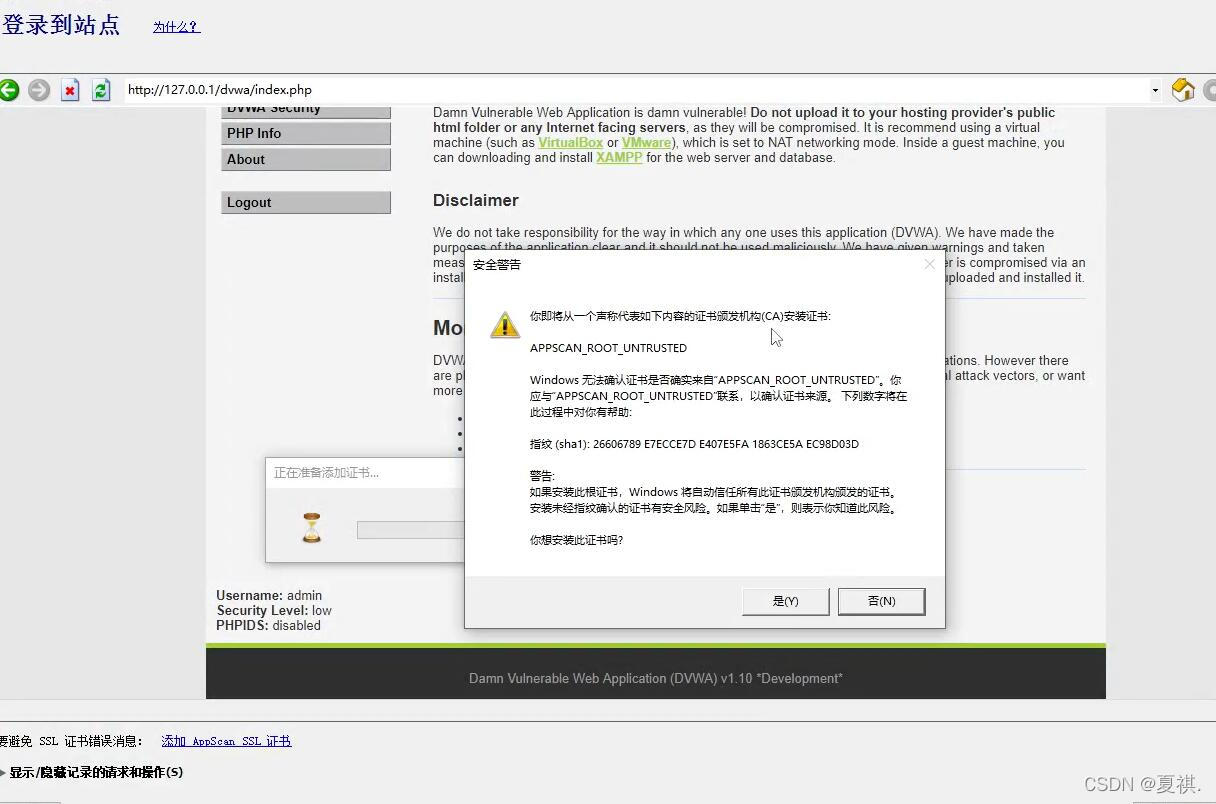 登录到站点 为什么?
http://127.0.0.1/dvwa/index.php
DVWA Security
PHP Info
About
Logout
Damn Vulnerable Web Application is damn vulnerable! Do not upload it to your hosting provider's public
html folder or any Internet facing servers, as they will be compromised. It is recommend using a virtual
machine (such as VirtualBox or VMware), which is set to NAT networking mode. Inside a guest machine, you
can downloading and install XAMPP for the web server and database.
Disclaimer
We do not take responsibility for the way in which any one uses this application (DVWA). We have made the
purposes of the application clear and it should not be used maliciously. We have given warnings and taken
er is compromised via an
uploaded and installed it.
Mo
DVWA
ations. However there
are
al attack vectors, or want
more
安全警告
你即将从一个声称代表如下内容的证书颁发机构(CA)安装证书:
APPSCAN_ROOT_UNTRUSTED
Windows 无法确认证书是否确实来自“APPSCAN_ROOT_UNTRUSTED”。你
应与“APPSCAN_ROOT_UNTRUSTED”联系，以确认证书来源。 下列数字将在
此过程中对你有帮助:
指纹 (sha1): 26606789 E7ECCE7D E407E5FA 1863CE5A EC98D03D
警告:
如果安装此根证书，Windows 将自动信任所有此证书颁发机构颁发的证书。
安装未经指纹确认的证书有安全风险。如果单击“是”，则表示你知道此风险。
你想安装此证书吗?
是(Y) 否(N)
正在准备添加证书...
Username: admin
Security Level: low
PHPIDS: disabled
Damn Vulnerable Web Application (DVWA) v1.10 *Development*
要避免 SSL 证书错误消息： 添加 AppScan SSL 证书
显示/隐藏记录的请求和操作(S)
CSDN @夏祺.